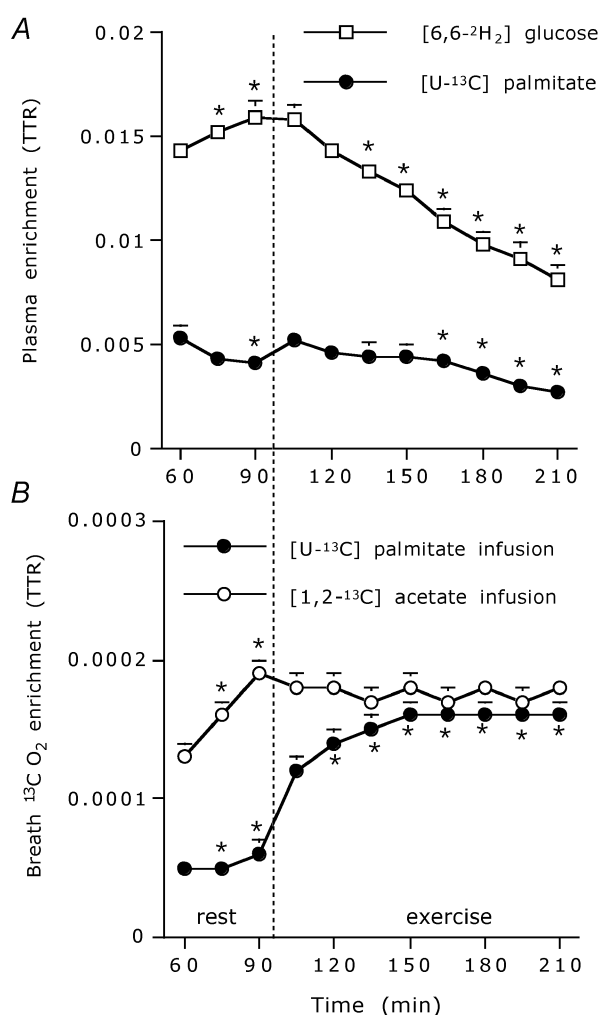 A
0.02
[6,6-²H₂] glucose
[U-¹³C] palmitate
0.015
0.01
0.005
0
Plasma enrichment (TTR)
60 90 120 150 180 210
B
0.0003
[U-¹³C] palmitate infusion
[1,2-¹³C] acetate infusion
0.0002
0.0001
0
Breath ¹³C O₂ enrichment (TTR)
rest exercise
60 90 120 150 180 210
Time (min)